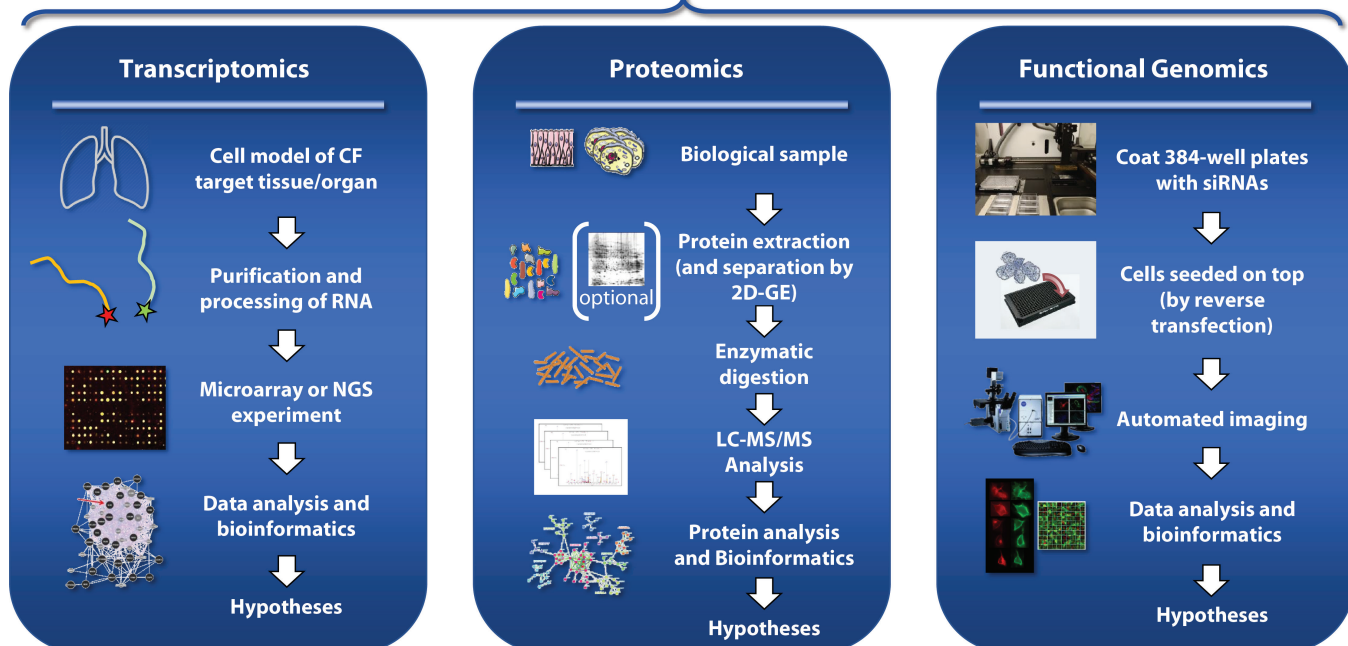 Transcriptomics
Cell model of CF
target tissue/organ
Purification and
processing of RNA
Microarray or NGS
experiment
Data analysis and
bioinformatics
Hypotheses
Proteomics
Biological sample
Protein extraction
(and separation by
2D-GE)
optional
Enzymatic
digestion
LC-MS/MS
Analysis
Protein analysis
and Bioinformatics
Hypotheses
Functional Genomics
Coat 384-well plates
with siRNAs
Cells seeded on top
(by reverse
transfection)
Automated imaging
Data analysis and
bioinformatics
Hypotheses